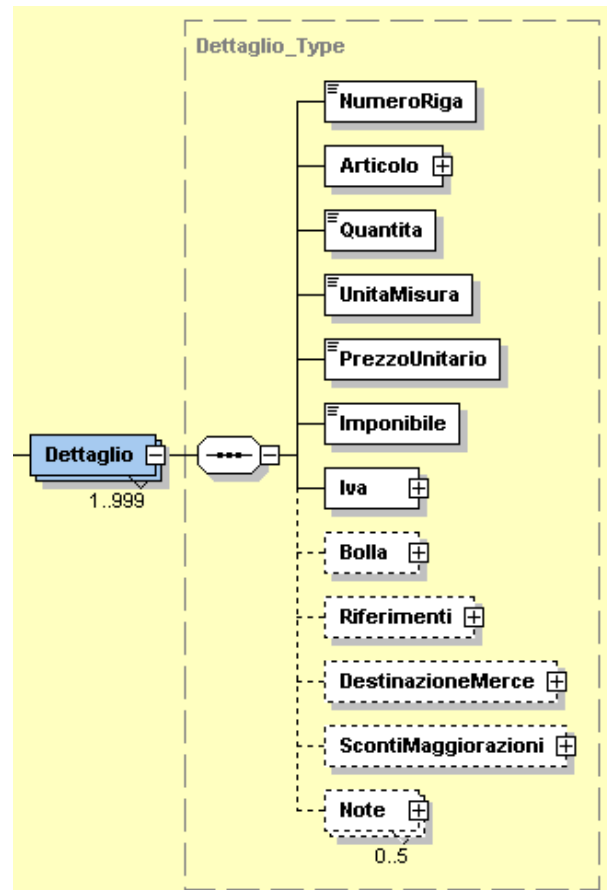 Dettaglio_Type
NumeroRiga
Articolo
Quantita
UnitaMisura
PrezzoUnitario
Imponibile
Dettaglio
1..999
Iva
Bolla
Riferimenti
DestinazioneMerce
ScontiMaggiorazioni
Note
0..5